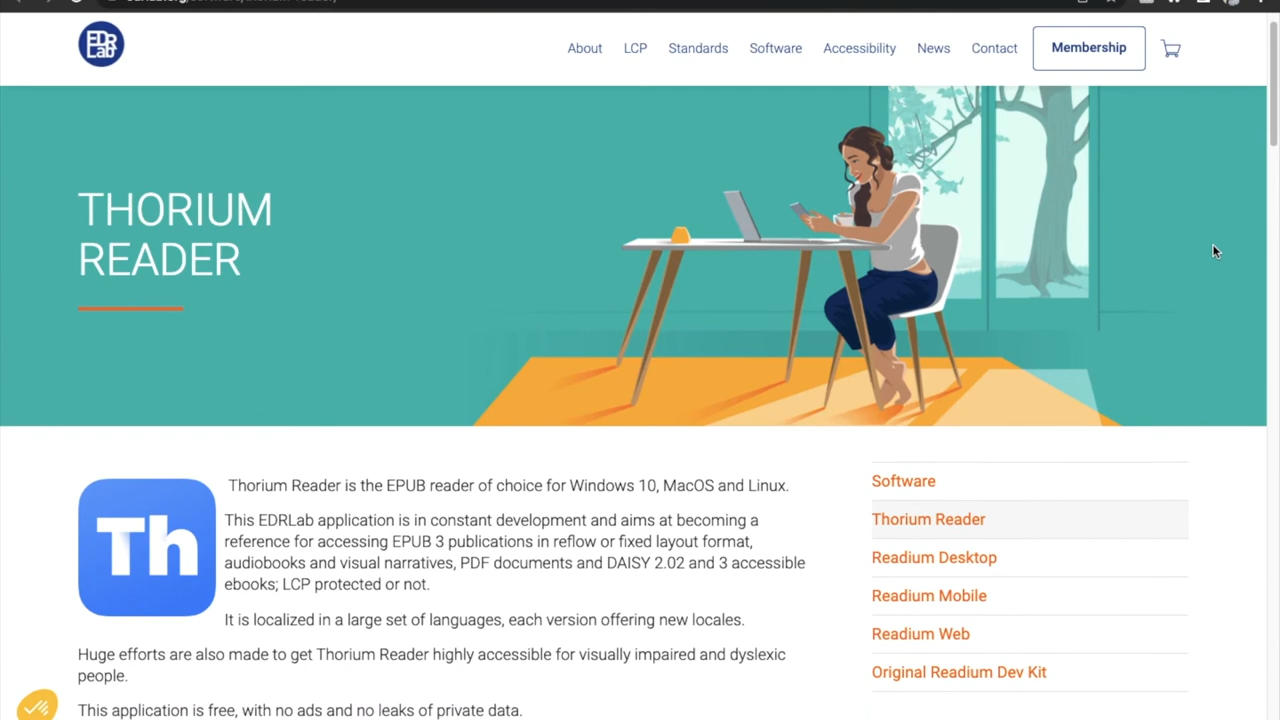 EDR
Lab
About LCP Standards Software Accessibility News Contact Membership
THORIUM
READER
Th
Thorium Reader is the EPUB reader of choice for Windows 10, MacOS and Linux.
This EDRLab application is in constant development and aims at becoming a
reference for accessing EPUB 3 publications in reflow or fixed layout format,
audiobooks and visual narratives, PDF documents and DAISY 2.02 and 3 accessible
ebooks; LCP protected or not.
It is localized in a large set of languages, each version offering new locales.
Huge efforts are also made to get Thorium Reader highly accessible for visually impaired and dyslexic
people.
This application is free, with no ads and no leaks of private data.
Software
Thorium Reader
Readium Desktop
Readium Mobile
Readium Web
Original Readium Dev Kit